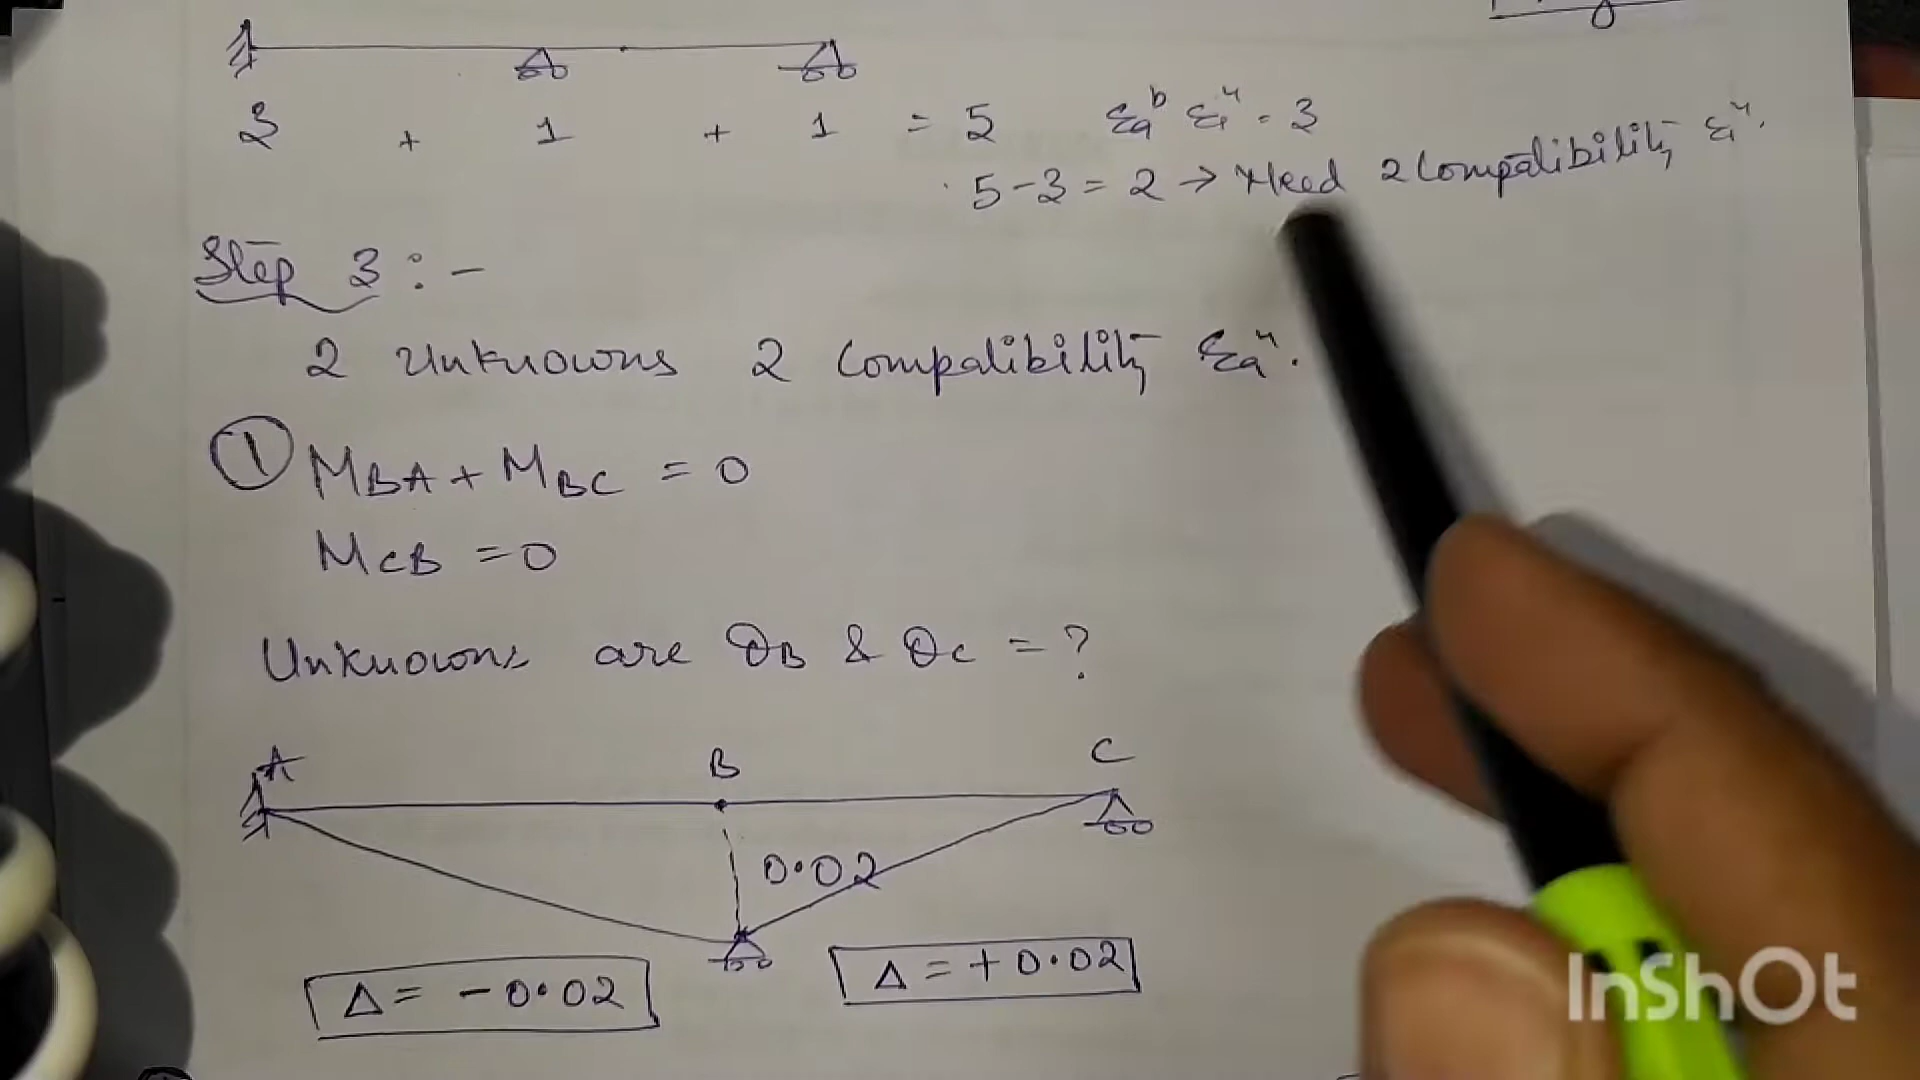 3 + 1 + 1 = 5 Eq^b Eq^n = 3
5-3 = 2 → Need 2 Compatibility Eq^n.
Step 3 :-
2 Unknowns 2 Compatibility Eq^n.
① MBA + MBC = 0
MCB = 0
Unknowns are θB & θC = ?
A B C
0.02
Δ = - 0.02
Δ = + 0.02
InShOt